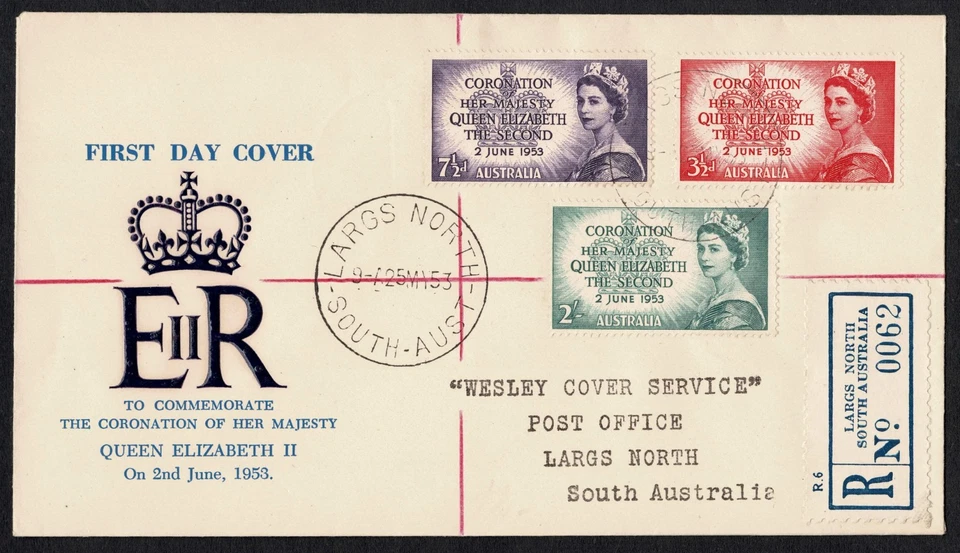 FIRST DAY COVER
EIIR
TO COMMEMORATE
THE CORONATION OF HER MAJESTY
QUEEN ELIZABETH II
On 2nd June, 1953.
LARGS NORTH
25MY53
SOUTH-AUST
CORONATION
OF
HER MAJESTY
QUEEN ELIZABETH
THE SECOND
2 JUNE 1953
7½d AUSTRALIA
CORONATION
OF
HER MAJESTY
QUEEN ELIZABETH
THE SECOND
2 JUNE 1953
3½d AUSTRALIA
CORONATION
OF
HER MAJESTY
QUEEN ELIZABETH
THE SECOND
2 JUNE 1953
2/- AUSTRALIA
"WESLEY COVER SERVICE"
POST OFFICE
LARGS NORTH
South Australia
R.6
R
LARGS NORTH
SOUTH AUSTRALIA
No 0062